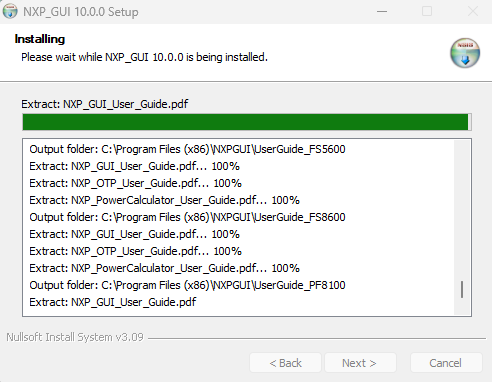 NXP_GUI 10.0.0 Setup
Installing
Please wait while NXP_GUI 10.0.0 is being installed.
Extract: NXP_GUI_User_Guide.pdf
Output folder: C:\Program Files (x86)\NXPGUI\UserGuide_FS5600
Extract: NXP_GUI_User_Guide.pdf... 100%
Extract: NXP_OTP_User_Guide.pdf... 100%
Extract: NXP_PowerCalculator_User_Guide.pdf... 100%
Output folder: C:\Program Files (x86)\NXPGUI\UserGuide_FS8600
Extract: NXP_GUI_User_Guide.pdf... 100%
Extract: NXP_OTP_User_Guide.pdf... 100%
Extract: NXP_PowerCalculator_User_Guide.pdf... 100%
Output folder: C:\Program Files (x86)\NXPGUI\UserGuide_PF8100
Extract: NXP_GUI_User_Guide.pdf
Nullsoft Install System v3.09
< Back Next > Cancel